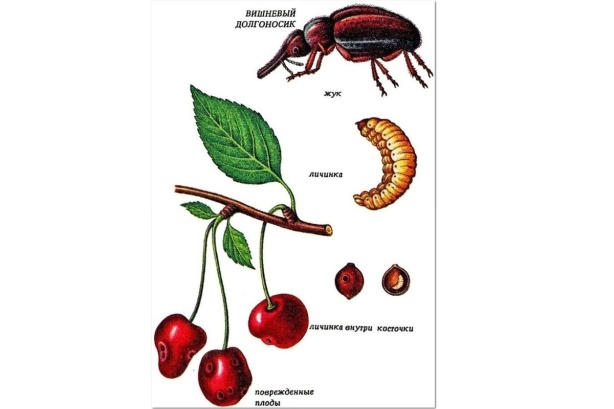 ВИШНЕВЫЙ
ДОЛГОНОСИК
жук
личинка
личинка внутри косточки
поврежденные
плоды